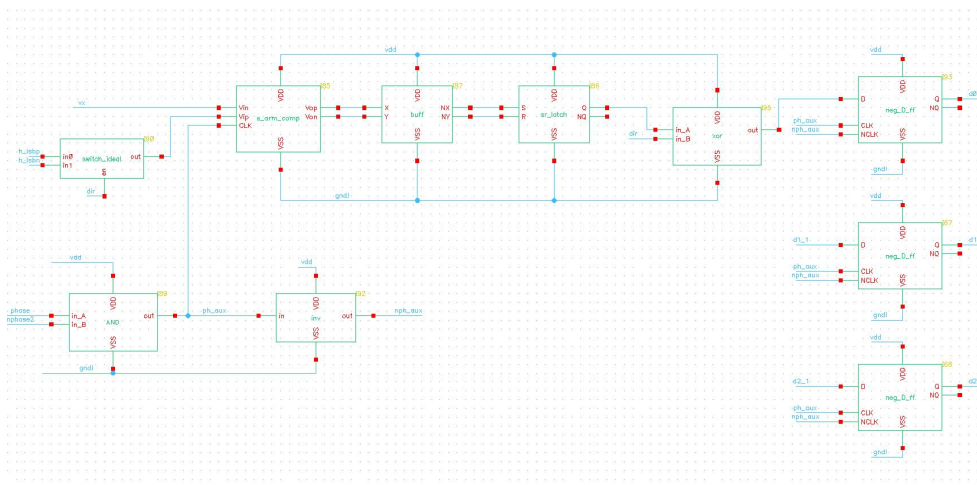 vdd
vx
Vin
Vip
CLK
VDD
e_arm_comp
VSS
Vop
Von
X
Y
VDD
buff
VSS
NX
NY
S
R
VDD
sr_latch
VSS
Q
NQ
dir
in_A
in_B
VDD
xor
VSS
out
gndl
h_lsbp
h_lsbn
in0
in1
switch_ideal
out
en
dir
vdd
D
ph_aux
nph_aux
CLK
NCLK
VDD
neg_D_ff
VSS
Q
NQ
d0
gndl
vdd
d1_1
D
ph_aux
nph_aux
CLK
NCLK
VDD
neg_D_ff
VSS
Q
NQ
d1
gndl
vdd
d2_1
D
ph_aux
nph_aux
CLK
NCLK
VDD
neg_D_ff
VSS
Q
NQ
d2
gndl
vdd
phase
nphase2
in_A
in_B
VDD
AND
VSS
out
ph_aux
vdd
in
VDD
inv
VSS
out
nph_aux
gndl